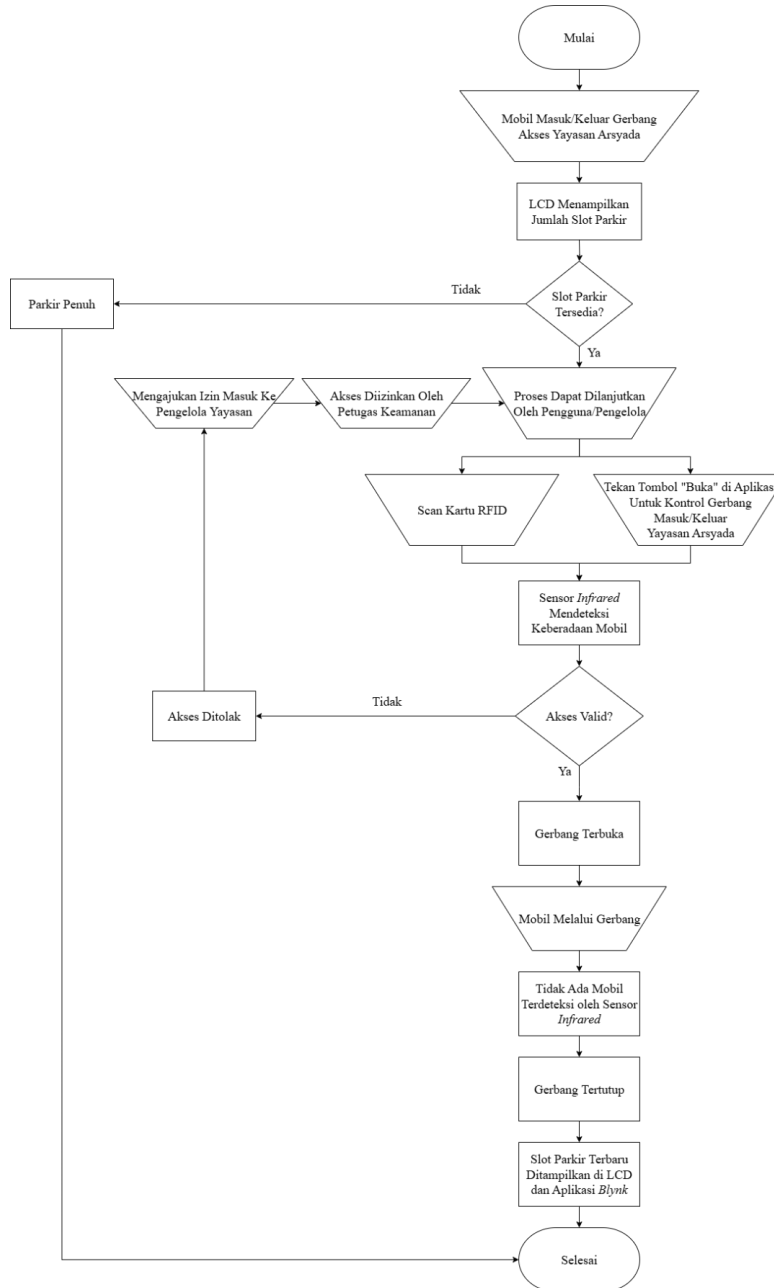 Mulai
Mobil Masuk/Keluar Gerbang
Akses Yayasan Arsyada
LCD Menampilkan
Jumlah Slot Parkir
Slot Parkir
Tersedia?
Tidak
Parkir Penuh
Ya
Mengajukan Izin Masuk Ke
Pengelola Yayasan
Akses Diizinkan Oleh
Petugas Keamanan
Proses Dapat Dilanjutkan
Oleh Pengguna/Pengelola
Scan Kartu RFID
Tekan Tombol "Buka" di Aplikas
Untuk Kontrol Gerbang
Masuk/Keluar
Yayasan Arsyada
Sensor Infrared
Mendeteksi
Keberadaan Mobil
Akses Valid?
Tidak
Akses Ditolak
Ya
Gerbang Terbuka
Mobil Melalui Gerbang
Tidak Ada Mobil
Terdeteksi oleh Sensor
Infrared
Gerbang Tertutup
Slot Parkir Terbaru
Ditampilkan di LCD
dan Aplikasi Blynk
Selesai